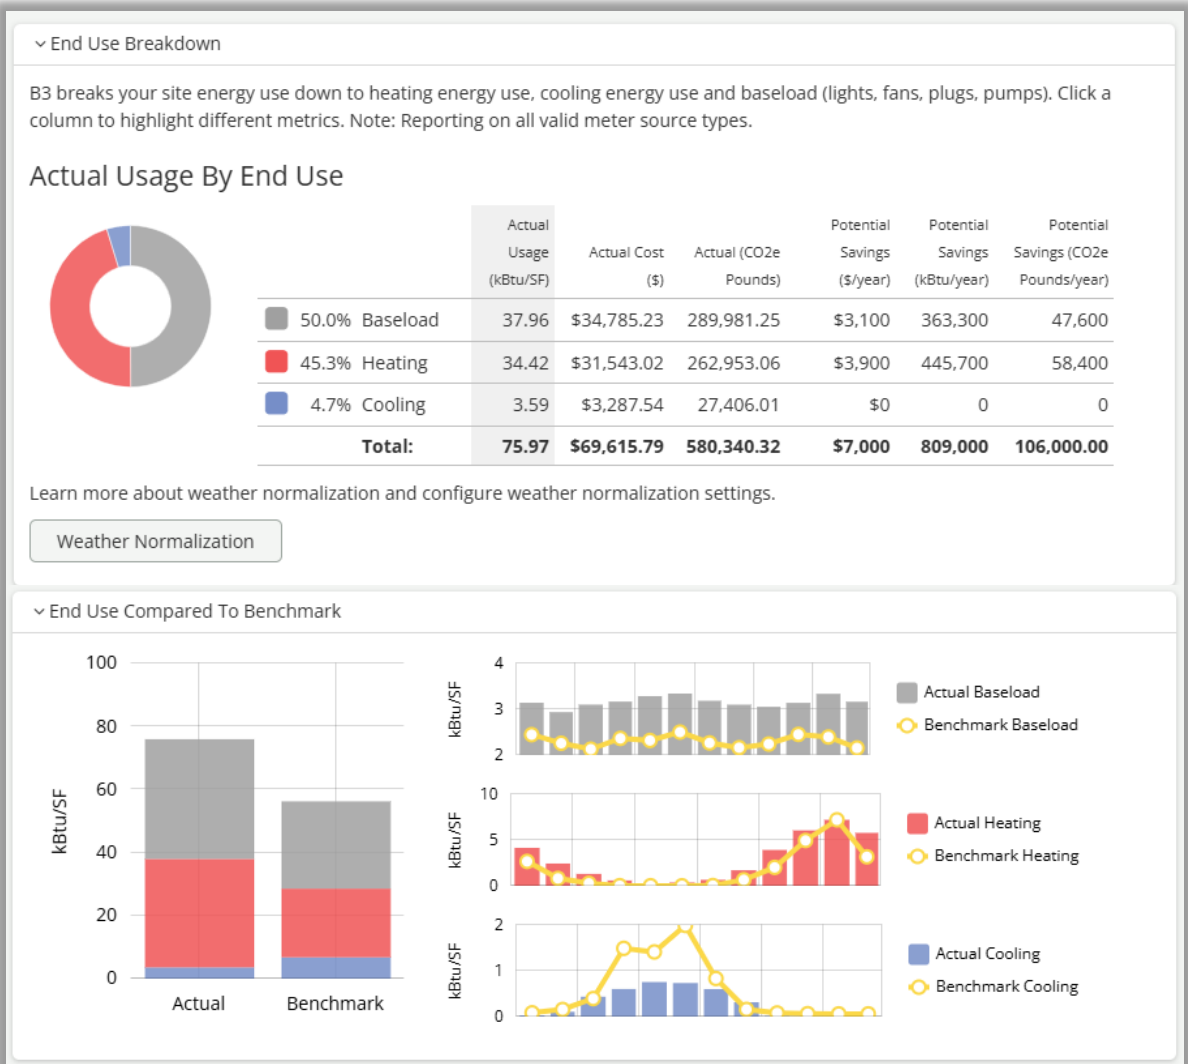 End Use Breakdown
B3 breaks your site energy use down to heating energy use, cooling energy use and baseload (lights, fans, plugs, pumps). Click a
column to highlight different metrics. Note: Reporting on all valid meter source types.
Actual Usage By End Use
Actual Usage (kBtu/SF) Actual Cost ($) Actual (CO2e Pounds) Potential Savings ($/year) Potential Savings (kBtu/year) Potential Savings (CO2e Pounds/year)
50.0% Baseload 37.96 $34,785.23 289,981.25 $3,100 363,300 47,600
45.3% Heating 34.42 $31,543.02 262,953.06 $3,900 445,700 58,400
4.7% Cooling 3.59 $3,287.54 27,406.01 $0 0 0
Total: 75.97 $69,615.79 580,340.32 $7,000 809,000 106,000.00
Learn more about weather normalization and configure weather normalization settings.
Weather Normalization
End Use Compared To Benchmark
kBtu/SF
100
80
60
40
20
0
Actual Benchmark
kBtu/SF
4
3
2
Actual Baseload
Benchmark Baseload
kBtu/SF
10
5
0
Actual Heating
Benchmark Heating
kBtu/SF
2
1
0
Actual Cooling
Benchmark Cooling